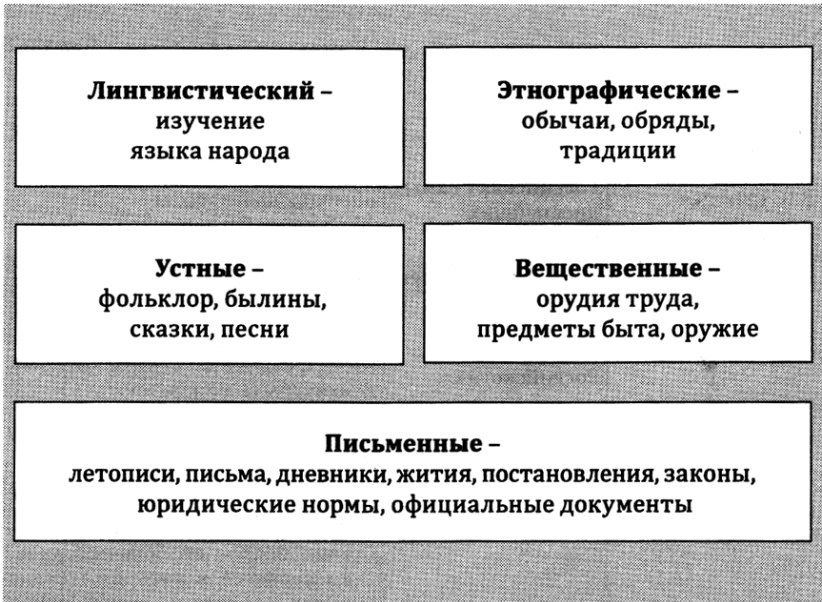 Лингвистический –
изучение
языка народа
Этнографические –
обычаи, обряды,
традиции
Устные –
фольклор, былины,
сказки, песни
Вещественные –
орудия труда,
предметы быта, оружие
Письменные –
летописи, письма, дневники, жития, постановления, законы,
юридические нормы, официальные документы